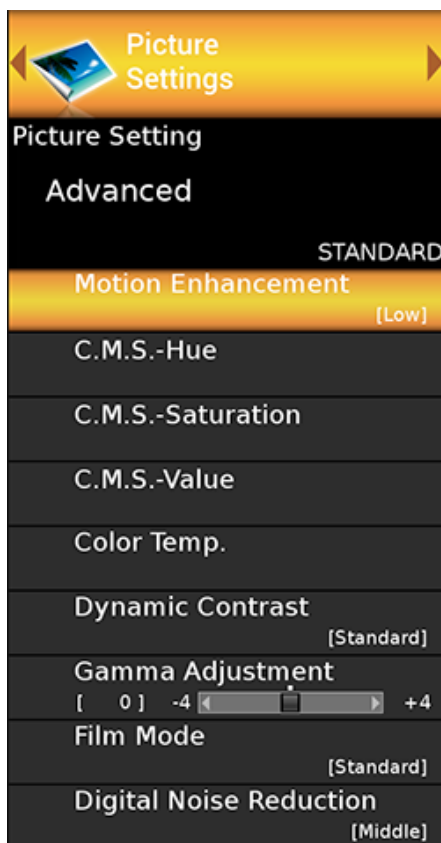 Picture
Settings
Picture Setting
Advanced
STANDARD
Motion Enhancement
[Low]
C.M.S.-Hue
C.M.S.-Saturation
C.M.S.-Value
Color Temp.
Dynamic Contrast
[Standard]
Gamma Adjustment
[ 0 ] -4 +4
Film Mode
[Standard]
Digital Noise Reduction
[Middle]